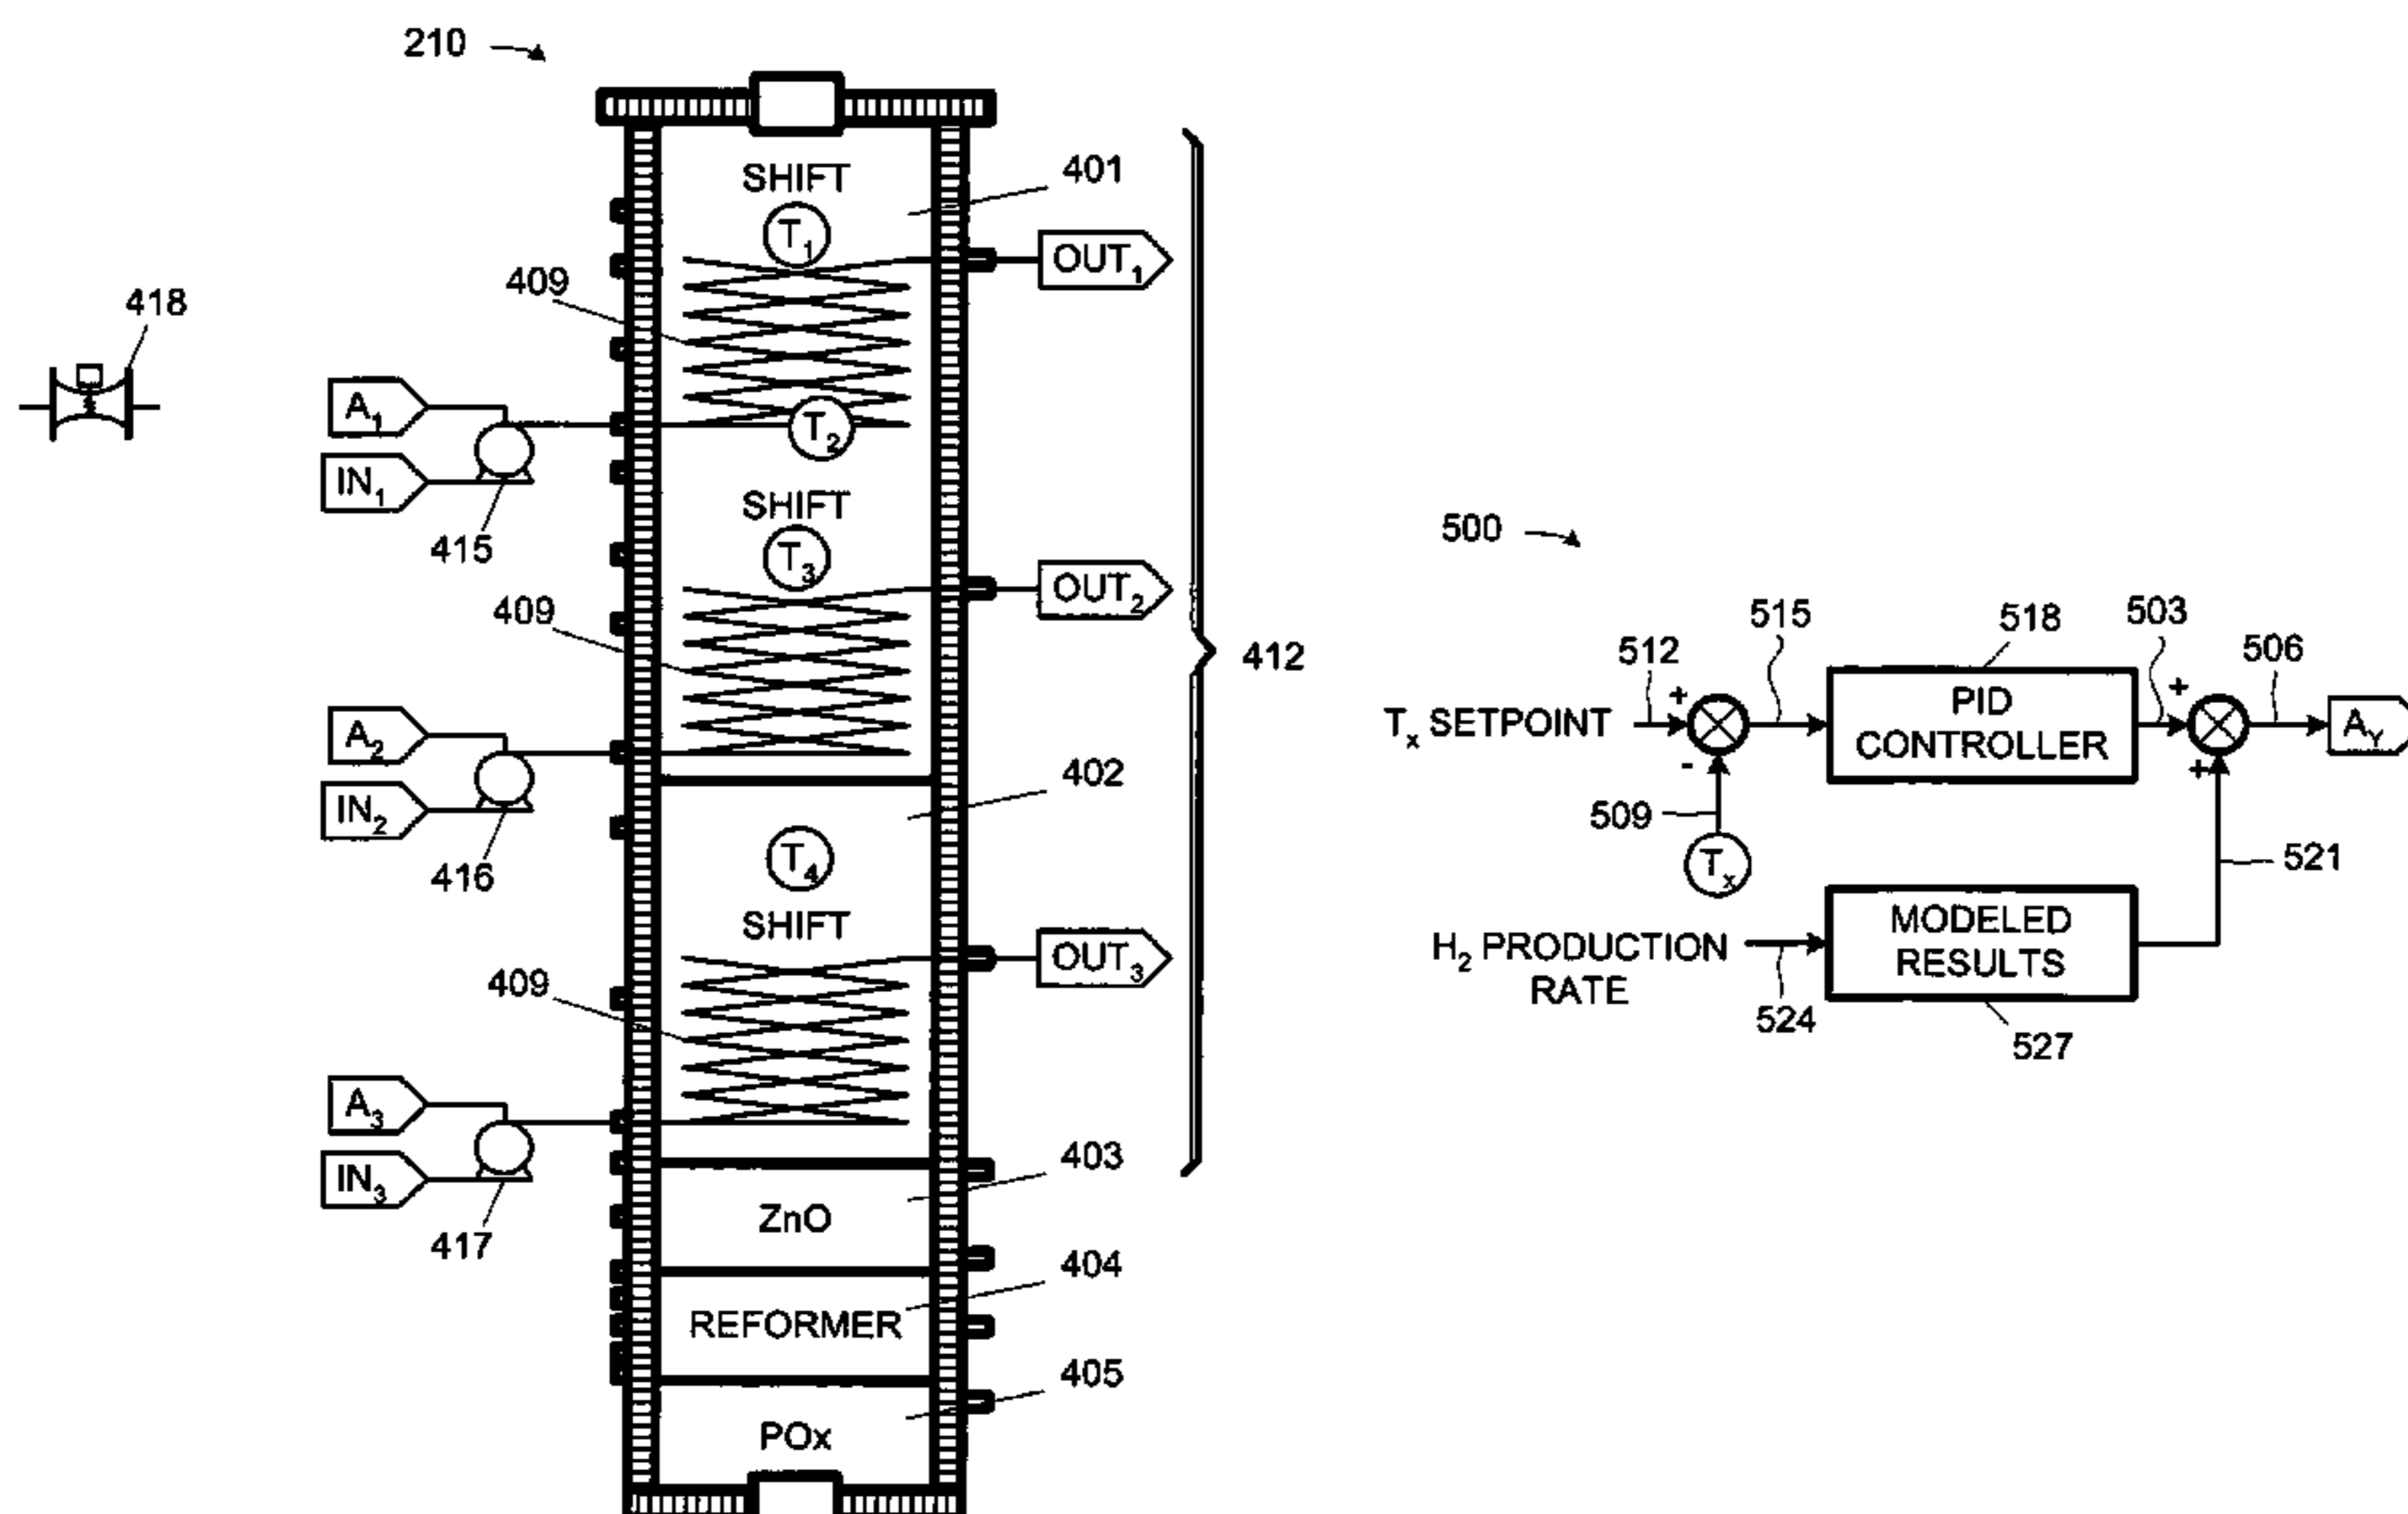 210
SHIFT
401
T1
OUT1
409
418
A1
T2
IN1
415
SHIFT
T3
OUT2
409
412
A2
402
IN2
416
T4
SHIFT
OUT3
409
A3
403
IN3
ZnO
417
404
REFORMER
405
POx
500
512
515
518
503
506
+
+
Tx SETPOINT
PID
CONTROLLER
AY
-
+
509
Tx
521
H2 PRODUCTION
RATE
MODELED
RESULTS
524
527